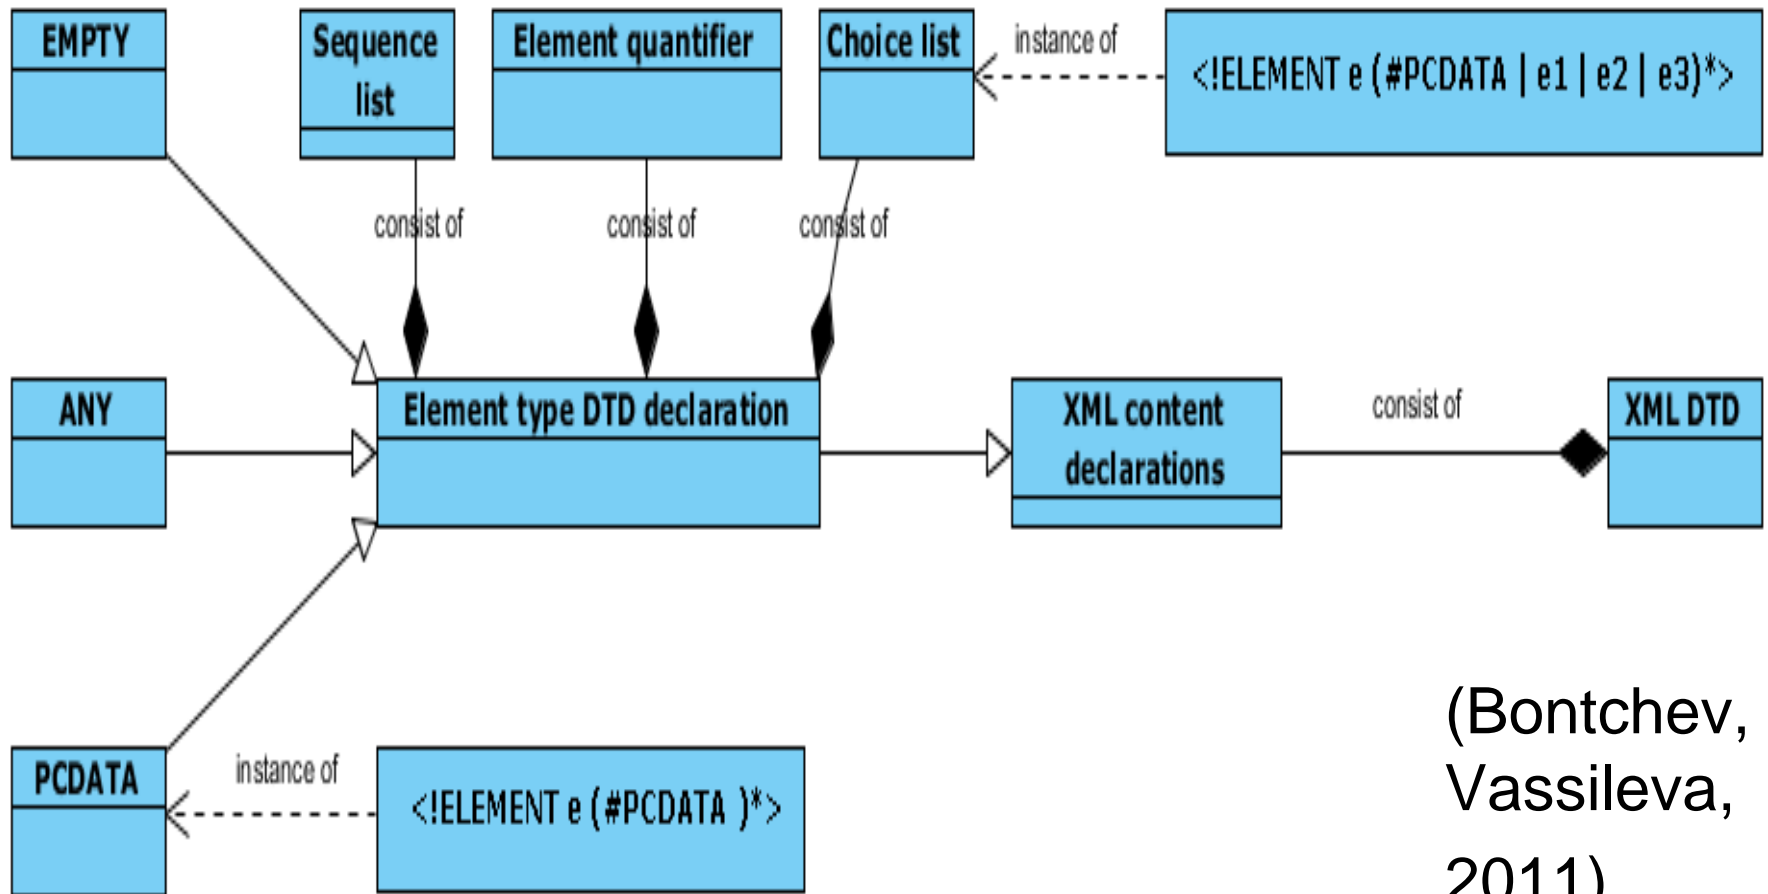 EMPTY
Sequence
list
Element quantifier
Choice list
instance of
<!ELEMENT e (#PCDATA | e1 | e2 | e3)*>
consist of
consist of
consist of
ANY
Element type DTD declaration
XML content
declarations
consist of
XML DTD
PCDATA
instance of
<!ELEMENT e (#PCDATA )*>
(Bontchev,
Vassileva,
2011)